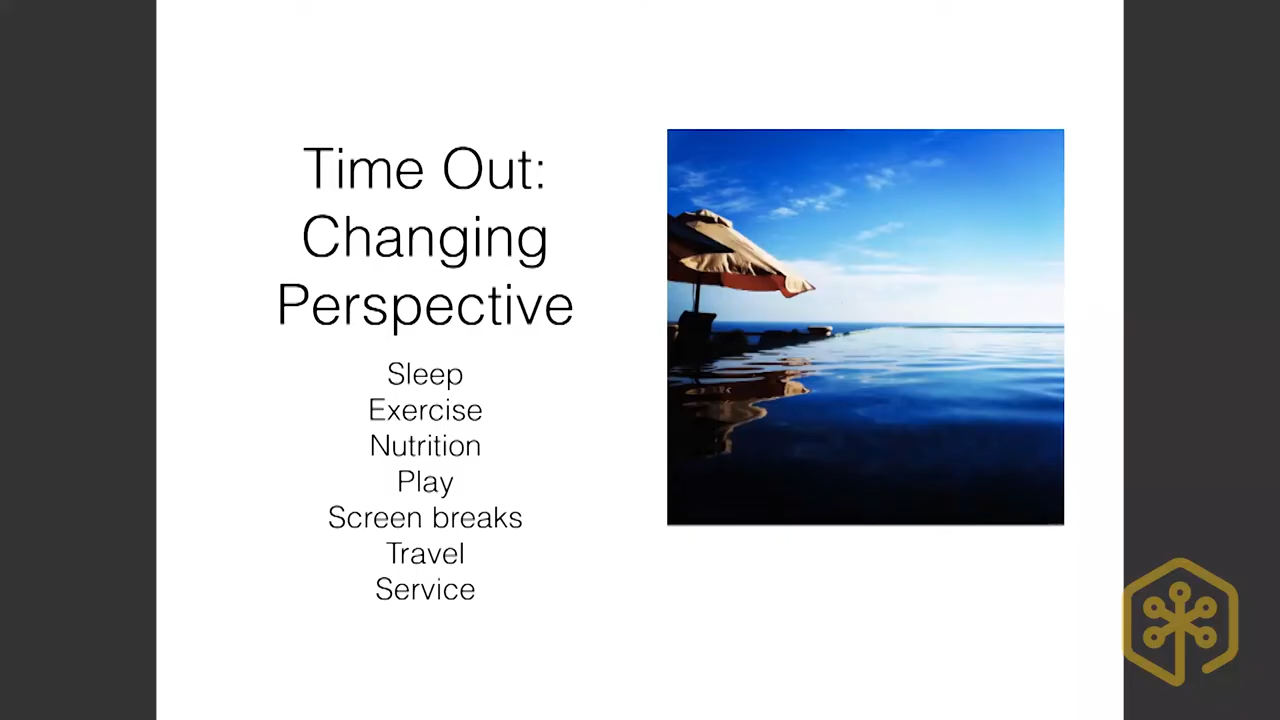 Time Out:
Changing
Perspective
Sleep
Exercise
Nutrition
Play
Screen breaks
Travel
Service